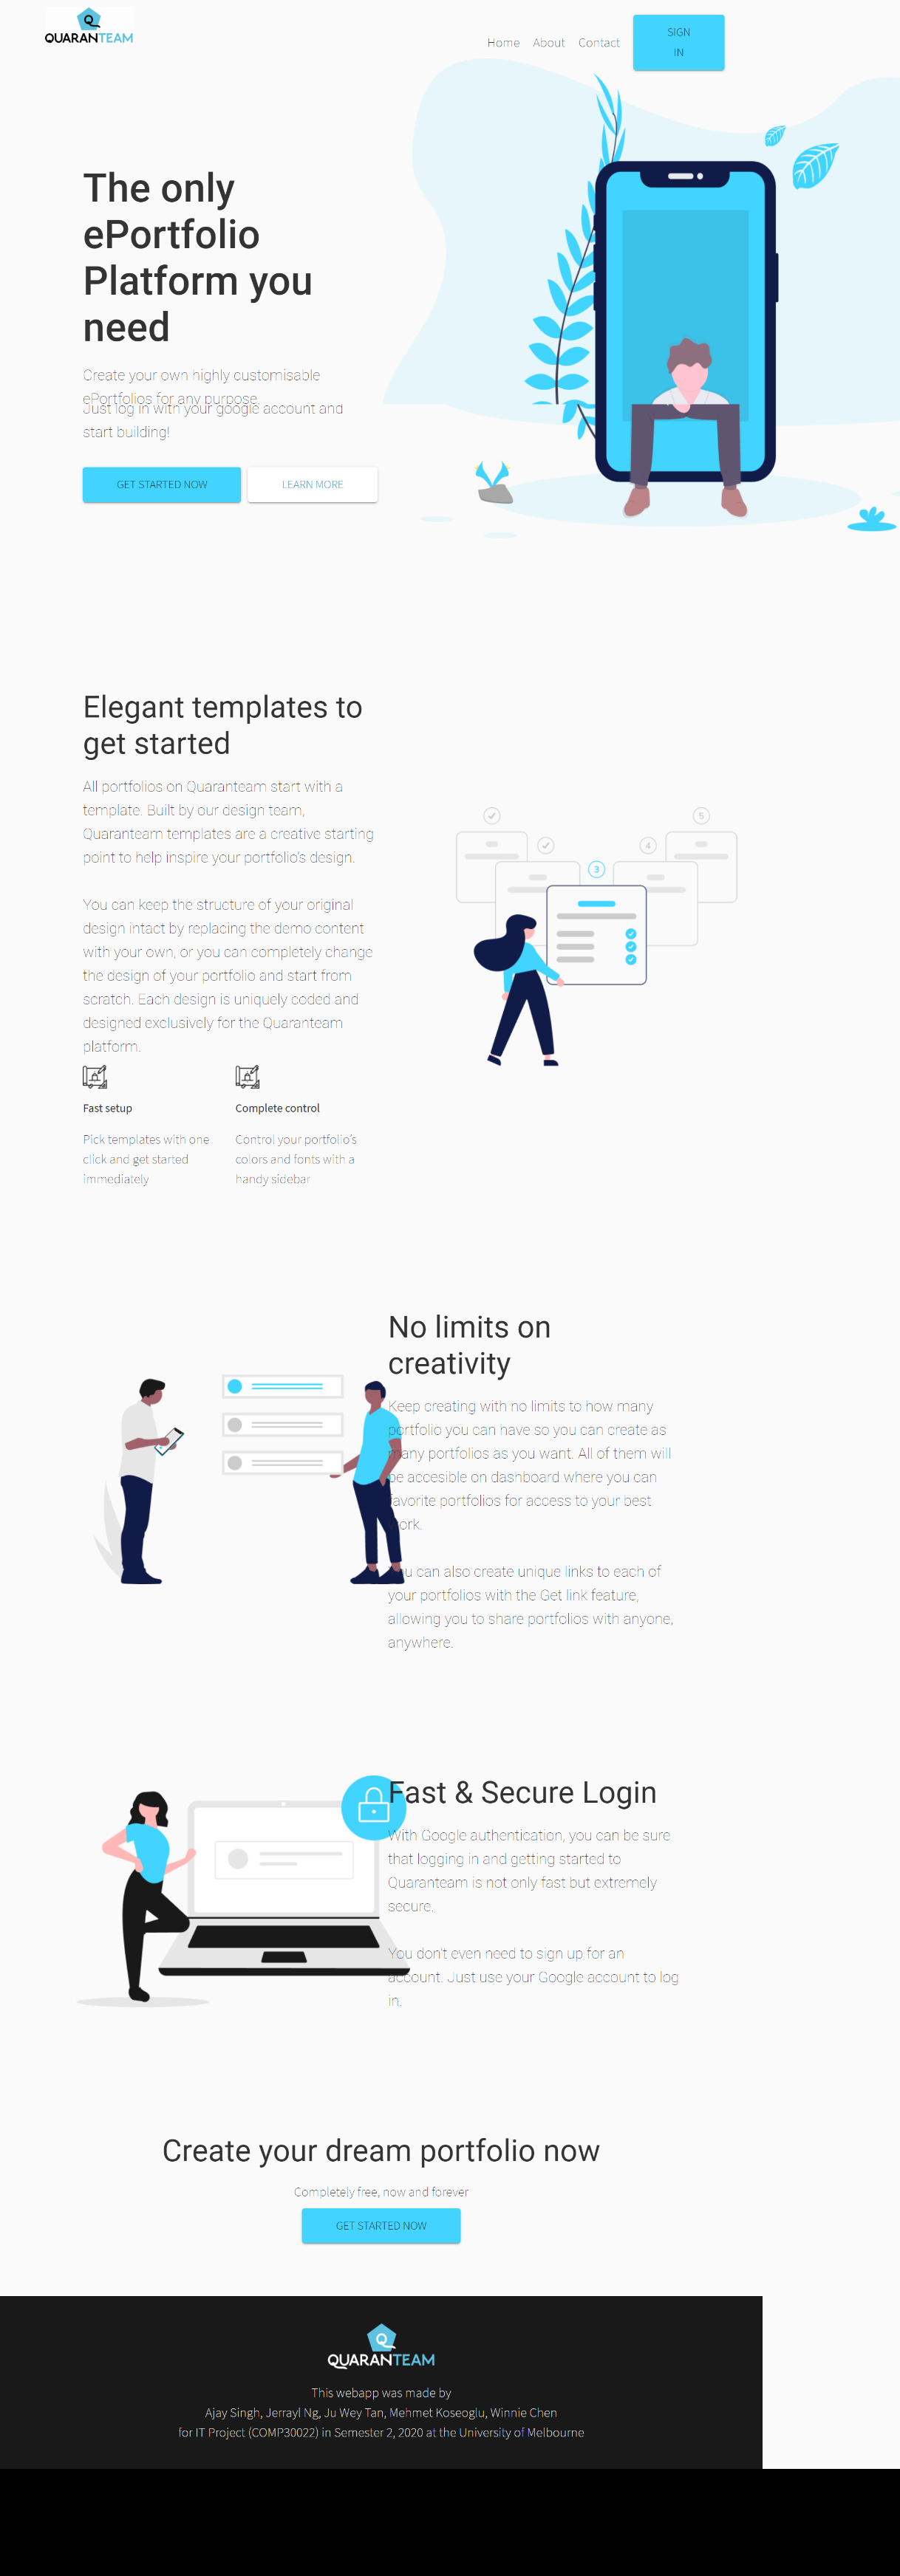 QUARANTEAM
Home About Contact
SIGN
IN
The only
ePortfolio
Platform you
need
Create your own highly customisable
ePortfolios for any purpose
Just log in with your google account and
start building!
GET STARTED NOW
LEARN MORE
Elegant templates to
get started
All portfolios on Quaranteam start with a
template. Built by our design team,
Quaranteam templates are a creative starting
point to help inspire your portfolio's design.
You can keep the structure of your original
design intact by replacing the demo content
with your own, or you can completely change
the design of your portfolio and start from
scratch. Each design is uniquely coded and
designed exclusively for the Quaranteam
platform.
5
4
3
Fast setup
Pick templates with one
click and get started
immediately
Complete control
Control your portfolio's
colors and fonts with a
handy sidebar
No limits on
creativity
Keep creating with no limits to how many
portfolio you can have so you can create as
many portfolios as you want. All of them will
be accesible on dashboard where you can
favorite portfolios for access to your best
work.
You can also create unique links to each of
your portfolios with the Get link feature,
allowing you to share portfolios with anyone,
anywhere.
Fast & Secure Login
With Google authentication, you can be sure
that logging in and getting started to
Quaranteam is not only fast but extremely
secure.
You don't even need to sign up for an
account. Just use your Google account to log
in.
Create your dream portfolio now
Completely free, now and forever
GET STARTED NOW
QUARANTEAM
This webapp was made by
Ajay Singh, Jerrayl Ng, Ju Wey Tan, Mehmet Koseoglu, Winnie Chen
for IT Project (COMP30022) in Semester 2, 2020 at the University of Melbourne